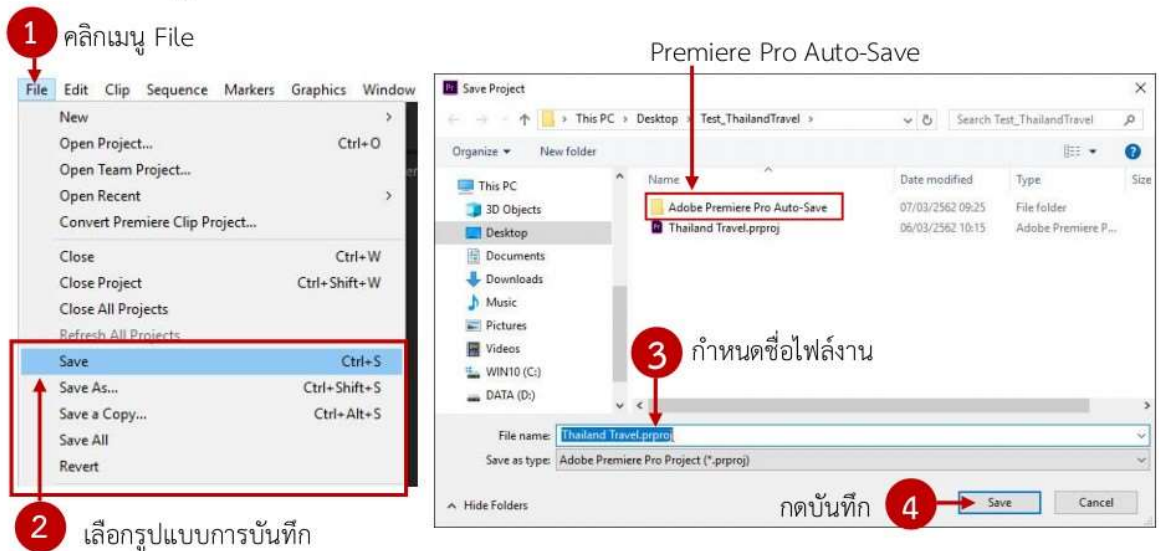 1 คลิกเมนู File
File Edit Clip Sequence Markers Graphics Window
New >
Open Project... Ctrl+O
Open Team Project...
Open Recent >
Convert Premiere Clip Project...
Close Ctrl+W
Close Project Ctrl+Shift+W
Close All Projects
Refresh All Projects
Save Ctrl+S
Save As... Ctrl+Shift+S
Save a Copy... Ctrl+Alt+S
Save All
Revert
2 เลือกรูปแบบการบันทึก
Premiere Pro Auto-Save
Pr Save Project
This PC > Desktop > Test_ThailandTravel > Search Test_ThailandTravel
Organize New folder
Name Date modified Type Size
Adobe Premiere Pro Auto-Save 07/03/2562 09:25 File folder
Thailand Travel.prproj 06/03/2562 10:15 Adobe Premiere P...
This PC
3D Objects
Desktop
Documents
Downloads
Music
Pictures
Videos
WIN10 (C:)
DATA (D:)
3 กำหนดชื่อไฟล์งาน
File name: Thailand Travel.prproj
Save as type: Adobe Premiere Pro Project (*.prproj)
Hide Folders
กดบันทึก 4 Save Cancel